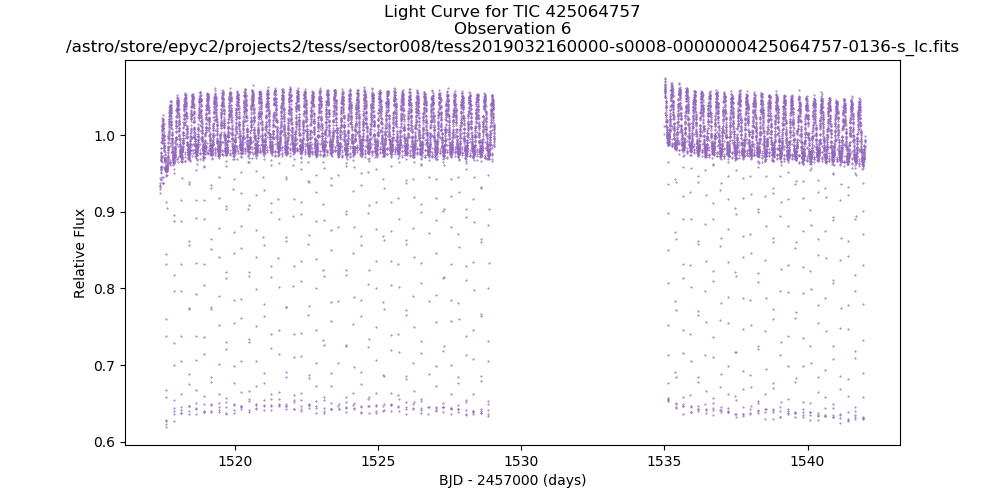 Light Curve for TIC 425064757
Observation 6
/astro/store/epyc2/projects2/tess/sector008/tess2019032160000-s0008-0000000425064757-0136-s_lc.fits
1.0
0.9
0.8
0.7
0.6
Relative Flux
1520
1525
1530
1535
1540
BJD - 2457000 (days)